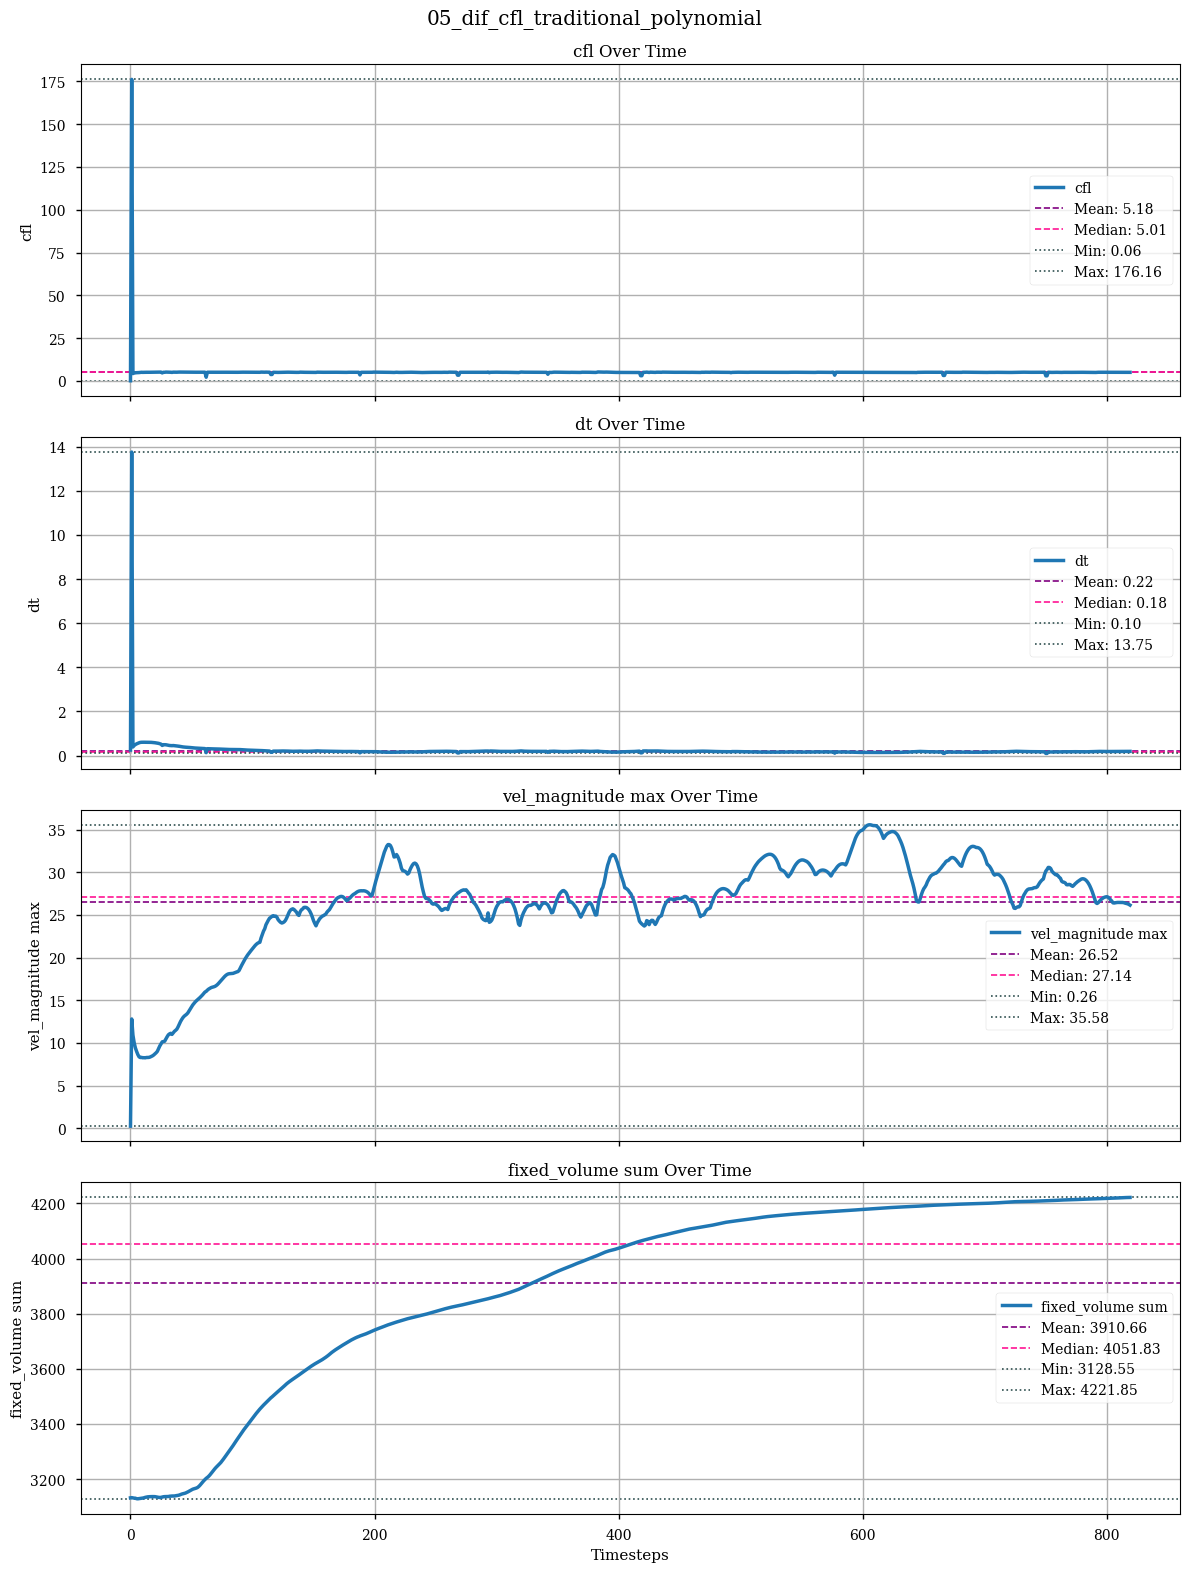 05_dif_cfl_traditional_polynomial
cfl Over Time
175
150
125
100
75
50
25
0
cfl
cfl
Mean: 5.18
Median: 5.01
Min: 0.06
Max: 176.16
dt Over Time
14
12
10
8
6
4
2
0
dt
dt
Mean: 0.22
Median: 0.18
Min: 0.10
Max: 13.75
vel_magnitude max Over Time
35
30
25
20
15
10
5
0
vel_magnitude max
vel_magnitude max
Mean: 26.52
Median: 27.14
Min: 0.26
Max: 35.58
fixed_volume sum Over Time
4200
4000
3800
3600
3400
3200
fixed_volume sum
fixed_volume sum
Mean: 3910.66
Median: 4051.83
Min: 3128.55
Max: 4221.85
0 200 400 600 800
Timesteps